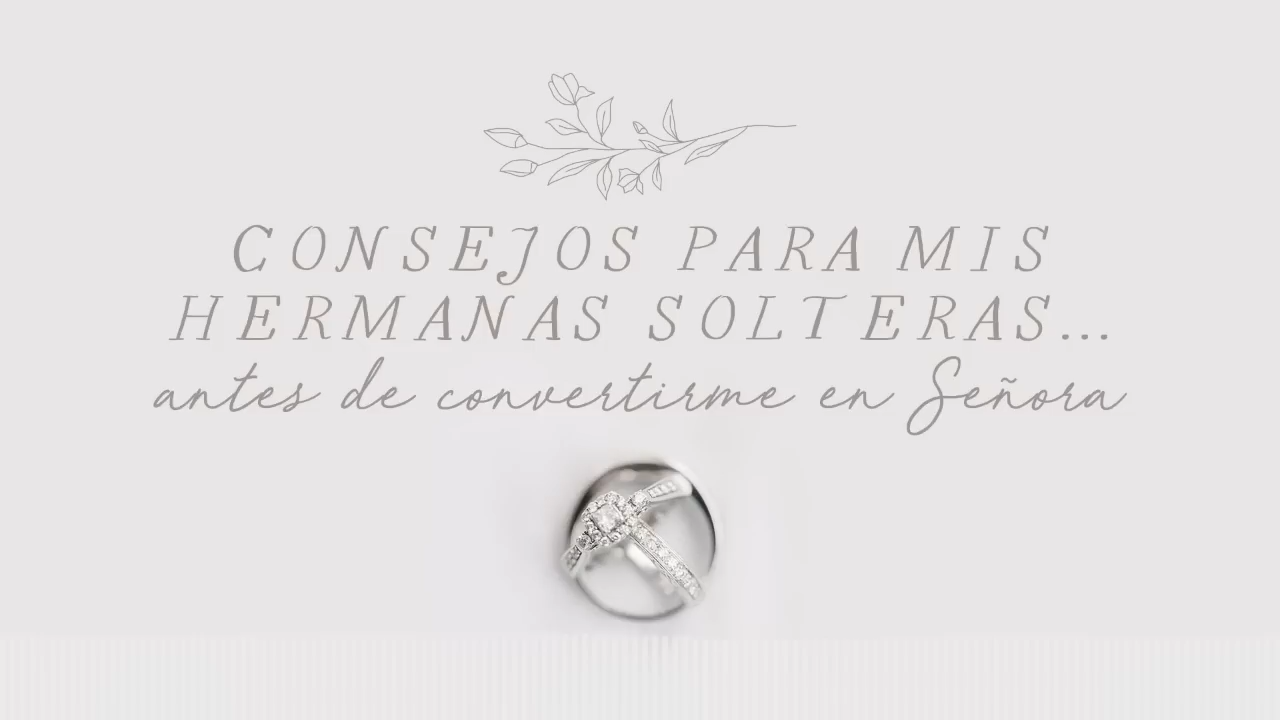 CONSEJOS PARA MIS
HERMANAS SOLTERAS...
antes de convertirme en Señora